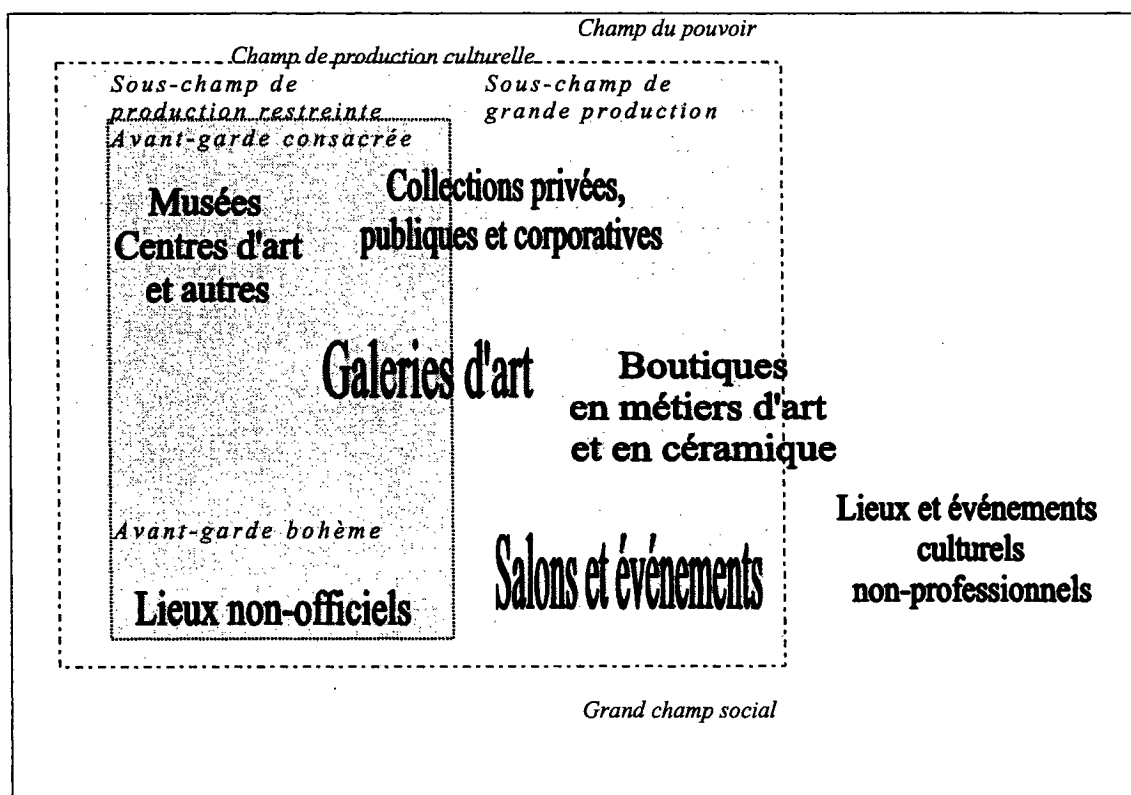 Champ du pouvoir
Champ de production culturelle
Sous-champ de
production restreinte
Sous-champ de
grande production
Avant-garde consacrée
Musées
Centres d'art
et autres
Collections privées,
publiques et corporatives
Galeries d'art
Boutiques
en métiers d'art
et en céramique
Avant-garde bohème
Lieux non-officiels
Salons et événements
Lieux et événements
culturels
non-professionnels
Grand champ social